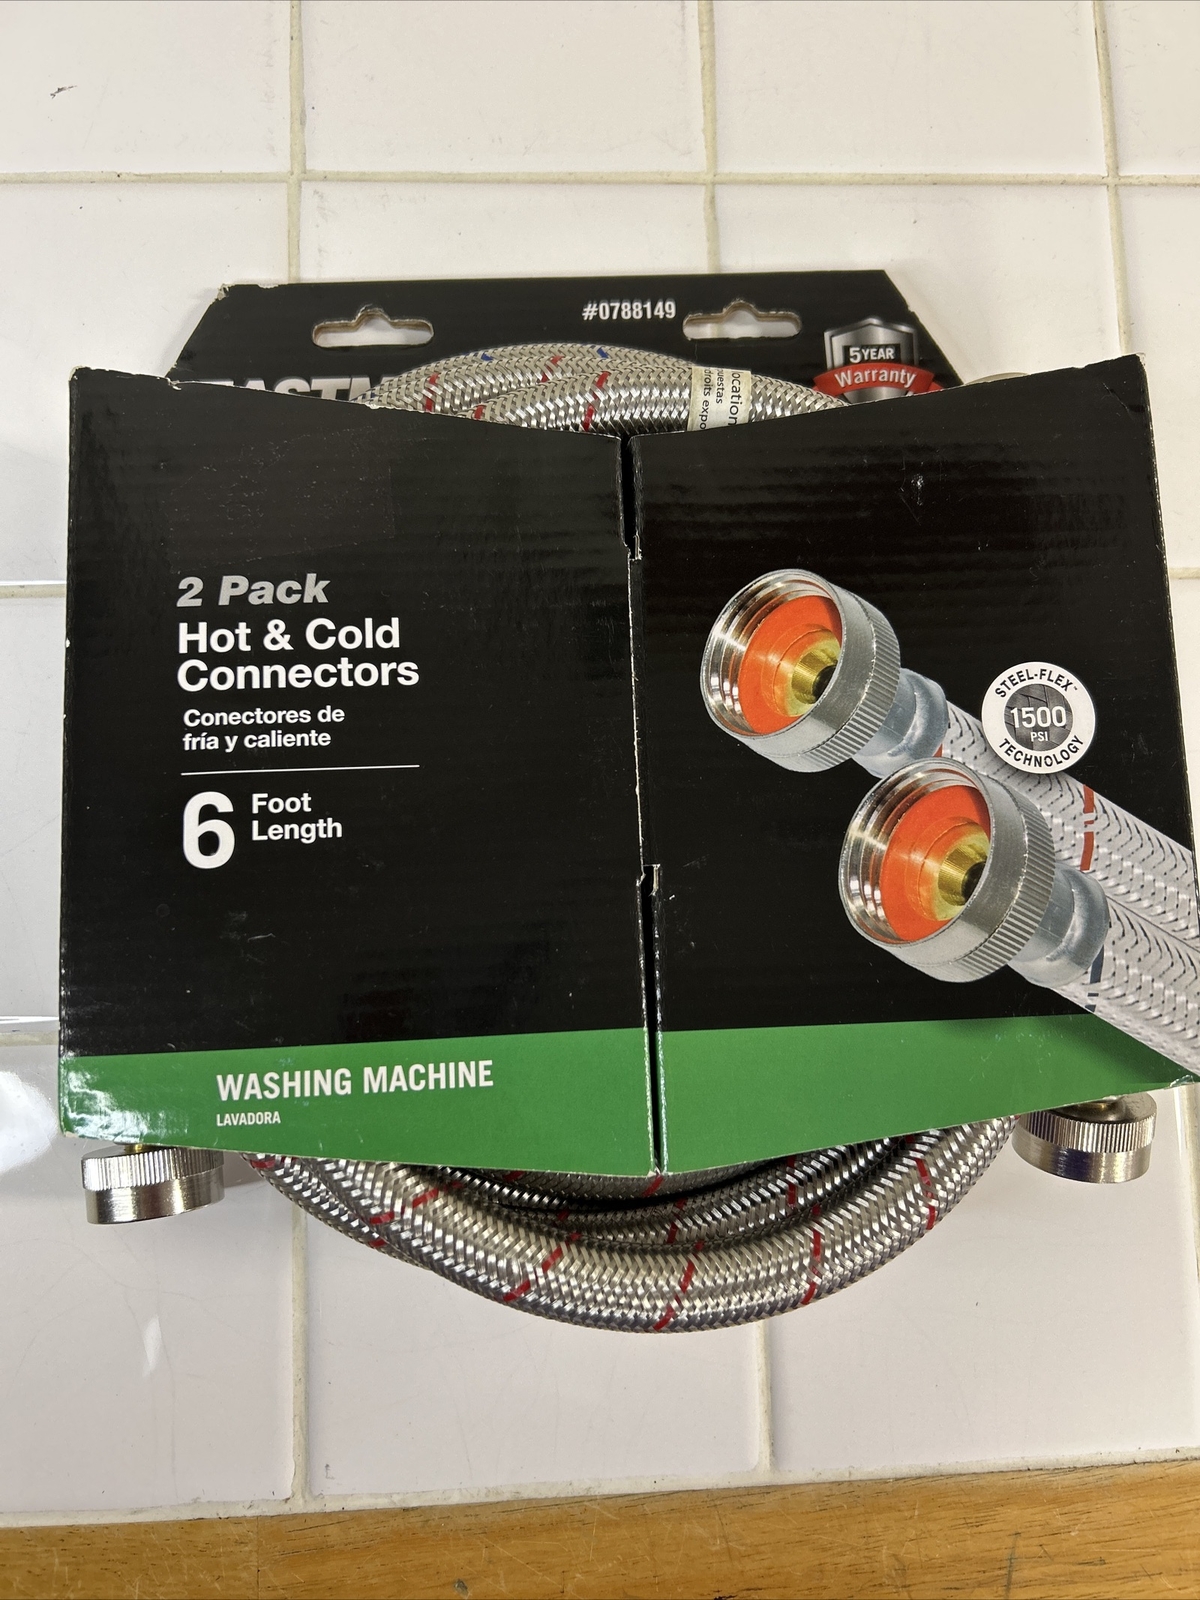 #0788149
5 YEAR
Warranty
2 Pack
Hot & Cold
Connectors
Conectores de
fría y caliente
6 Foot
Length
STEEL-FLEX™
1500
PSI
TECHNOLOGY
WASHING MACHINE
LAVADORA